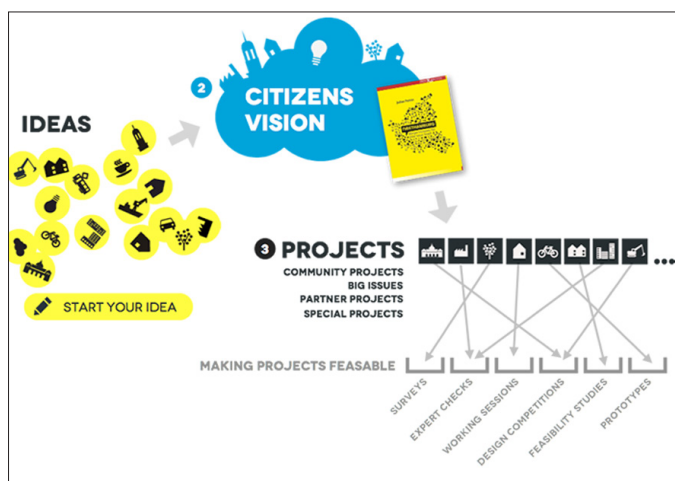 IDEAS
START YOUR IDEA
2
CITIZENS
VISION
3 PROJECTS
COMMUNITY PROJECTS
BIG ISSUES
PARTNER PROJECTS
SPECIAL PROJECTS
...
MAKING PROJECTS FEASABLE
SURVEYS
EXPERT CHECKS
WORKING SESSIONS
DESIGN COMPETITIONS
FEASIBILITY STUDIES
PROTOTYPES